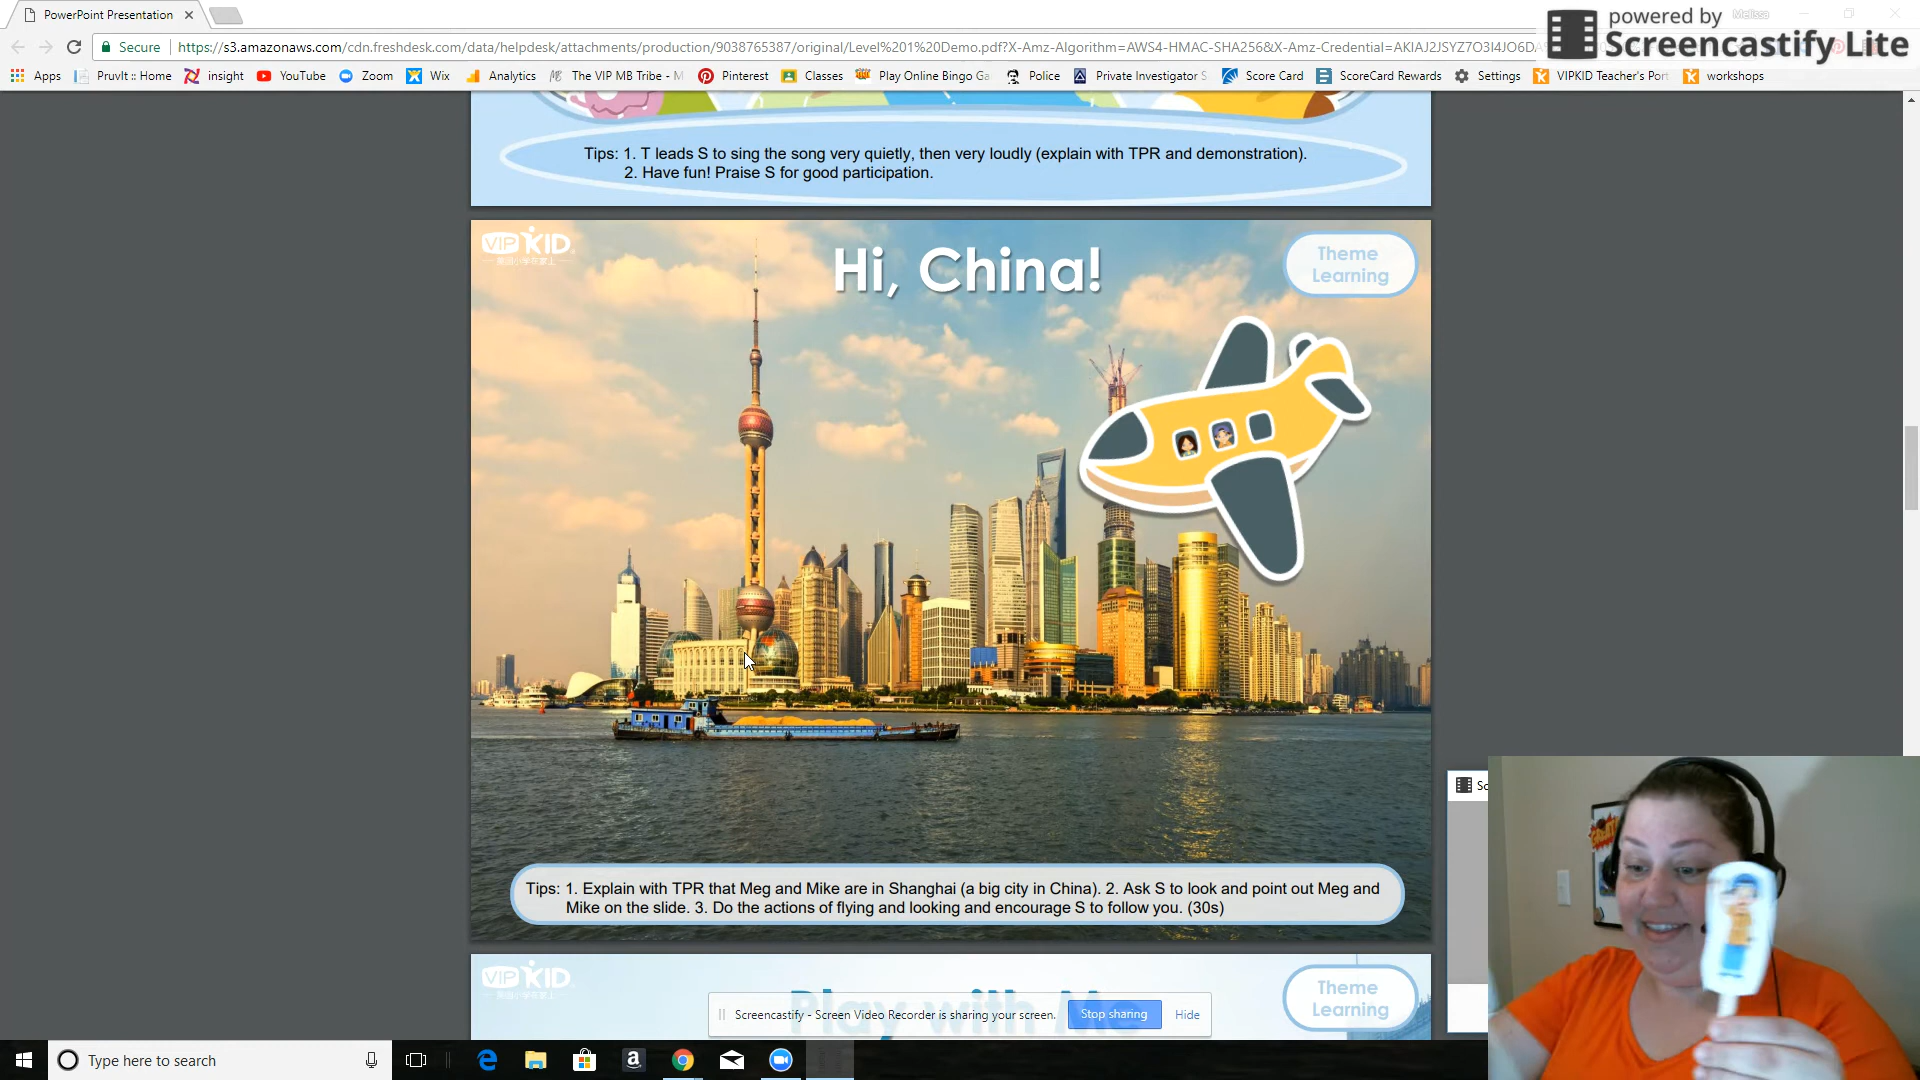 PowerPoint Presentation
Melissa
powered by
Screencastify Lite
Secure
https://s3.amazonaws.com/cdn.freshdesk.com/data/helpdesk/attachments/production/9038765387/original/Level%201%20Demo.pdf?X-Amz-Algorithm=AWS4-HMAC-SHA256&X-Amz-Credential=AKIAJ2JSYZ7O3I4JO6DA
Apps PruvIt :: Home insight YouTube Zoom Wix Analytics The VIP MB Tribe - M Pinterest Classes Play Online Bingo Ga Police Private Investigator S Score Card ScoreCard Rewards Settings VIPKID Teacher's Port workshops
Tips: 1. T leads S to sing the song very quietly, then very loudly (explain with TPR and demonstration).
2. Have fun! Praise S for good participation.
VIPKID
Hi, China!
Theme
Learning
Tips: 1. Explain with TPR that Meg and Mike are in Shanghai (a big city in China). 2. Ask S to look and point out Meg and
Mike on the slide. 3. Do the actions of flying and looking and encourage S to follow you. (30s)
VIPKID
Play with Me
Theme
Learning
Screencastify - Screen Video Recorder is sharing your screen.
Stop sharing
Hide
Sc
Type here to search